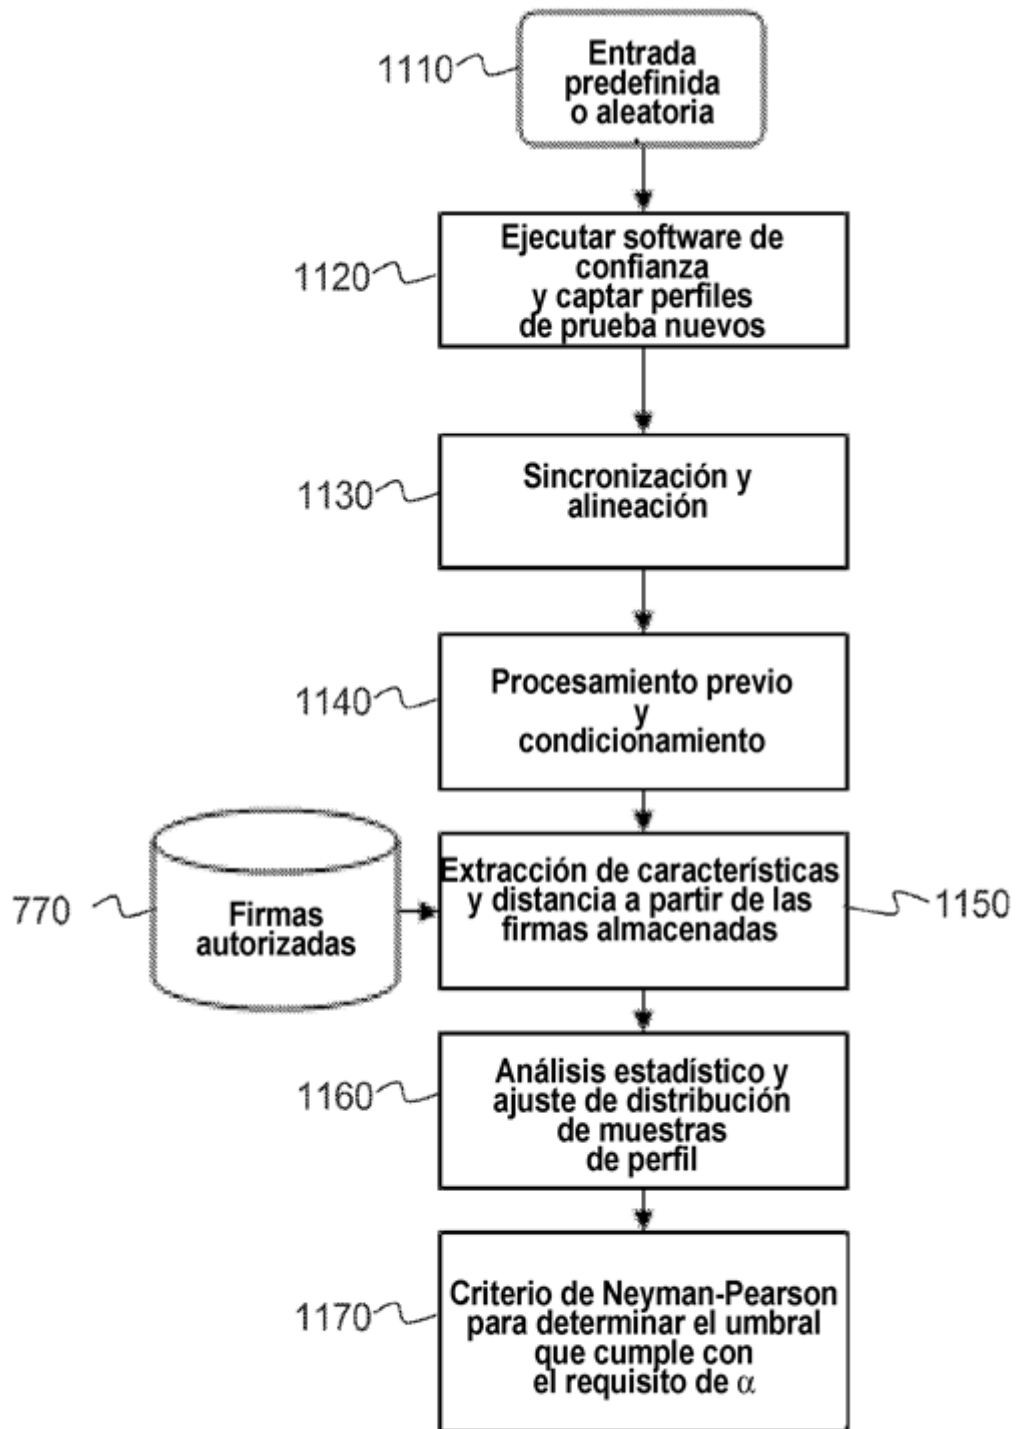 1110
Entrada
predefinida
o aleatoria
1120
Ejecutar software de
confianza
y captar perfiles
de prueba nuevos
1130
Sincronización y
alineación
1140
Procesamiento previo
y
condicionamiento
770
Firmas
autorizadas
Extracción de características
y distancia a partir de las
firmas almacenadas
1150
1160
Análisis estadístico y
ajuste de distribución
de muestras
de perfil
1170
Criterio de Neyman-Pearson
para determinar el umbral
que cumple con
el requisito de α